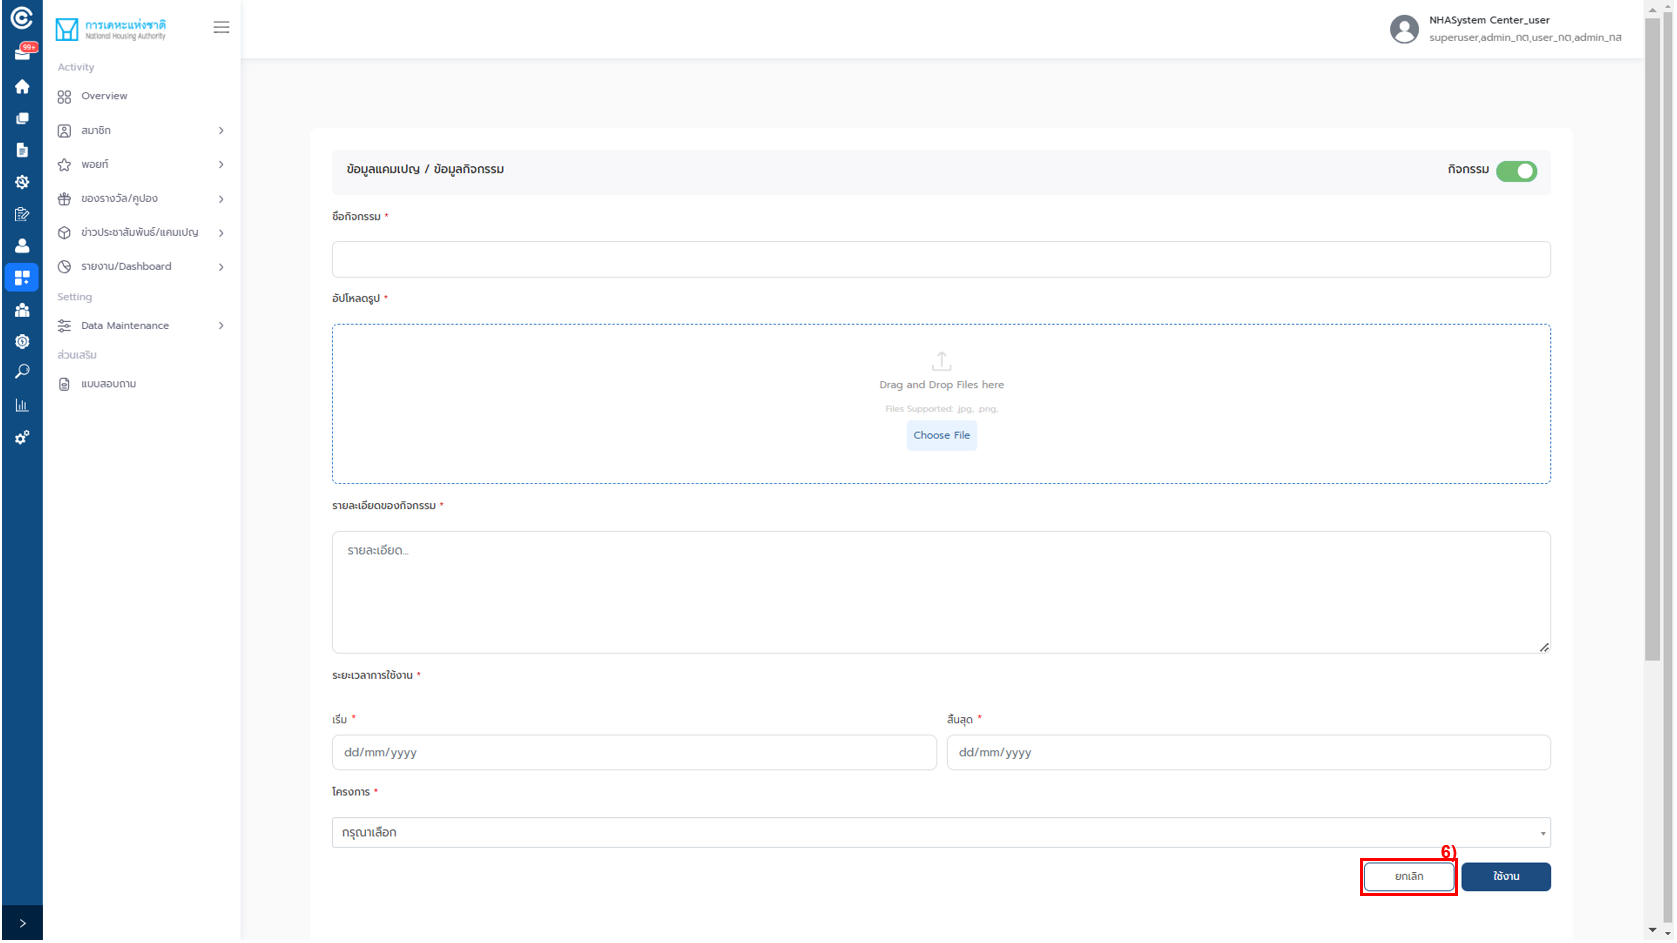 99+
การเคหะแห่งชาติ
National Housing Authority
Activity
Overview
สมาชิก
พอยท์
ของรางวัล/คูปอง
ข่าวประชาสัมพันธ์/แคมเปญ
รายงาน/Dashboard
Setting
Data Maintenance
ส่วนเสริม
แบบสอบถาม
NHASystem Center_user
superuser,admin_กต,user_กต,admin_กส
ข้อมูลแคมเปญ / ข้อมูลกิจกรรม
กิจกรรม
ชื่อกิจกรรม *
อัปโหลดรูป *
Drag and Drop Files here
Files Supported: .jpg, .png,
Choose File
รายละเอียดของกิจกรรม *
รายละเอียด...
ระยะเวลาการใช้งาน *
เริ่ม *
สิ้นสุด *
dd/mm/yyyy
dd/mm/yyyy
โครงการ *
กรุณาเลือก
6)
ยกเลิก
ใช้งาน